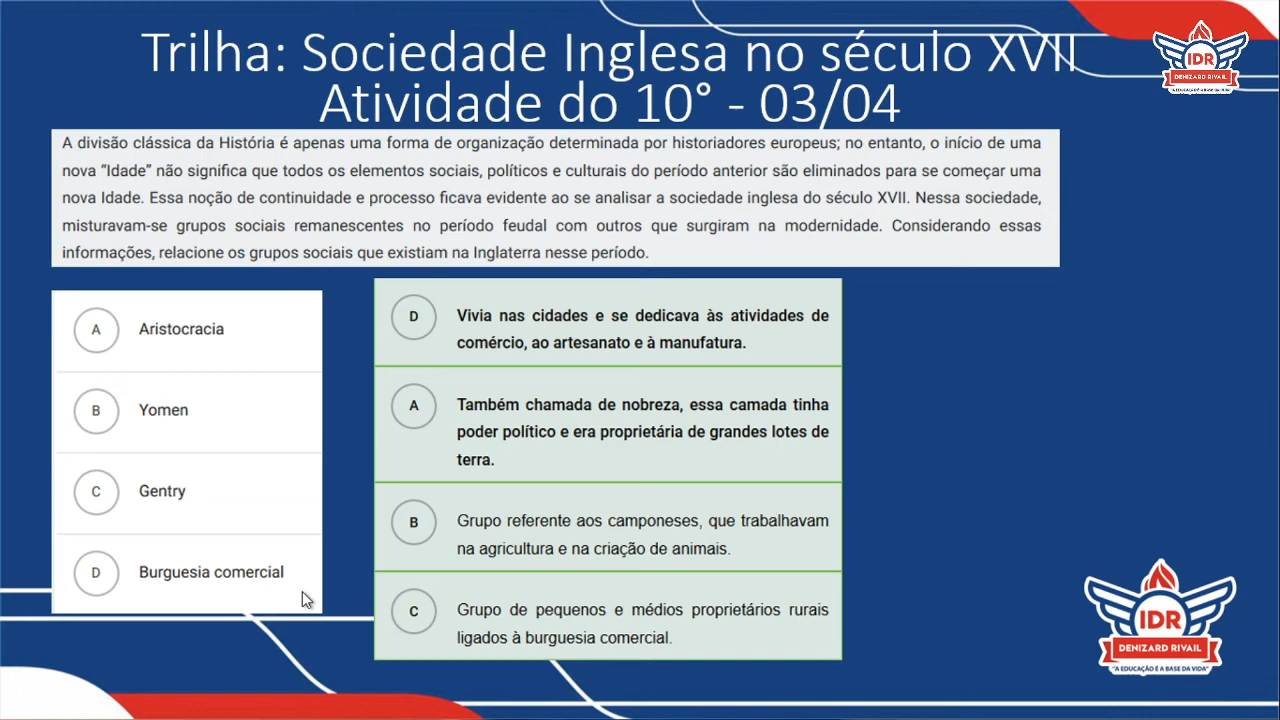 Trilha: Sociedade Inglesa no século XVII
Atividade do 10° - 03/04
IDR
DENIZARD RIVAIL
"A EDUCAÇÃO É A BASE DA VIDA"
A divisão clássica da História é apenas uma forma de organização determinada por historiadores europeus; no entanto, o início de uma
nova “Idade” não significa que todos os elementos sociais, políticos e culturais do período anterior são eliminados para se começar uma
nova Idade. Essa noção de continuidade e processo ficava evidente ao se analisar a sociedade inglesa do século XVII. Nessa sociedade,
misturavam-se grupos sociais remanescentes no período feudal com outros que surgiram na modernidade. Considerando essas
informações, relacione os grupos sociais que existiam na Inglaterra nesse período.
A Aristocracia
B Yomen
C Gentry
D Burguesia comercial
D Vivia nas cidades e se dedicava às atividades de
comércio, ao artesanato e à manufatura.
A Também chamada de nobreza, essa camada tinha
poder político e era proprietária de grandes lotes de
terra.
B Grupo referente aos camponeses, que trabalhavam
na agricultura e na criação de animais.
C Grupo de pequenos e médios proprietários rurais
ligados à burguesia comercial.
IDR
DENIZARD RIVAIL
"A EDUCAÇÃO É A BASE DA VIDA"